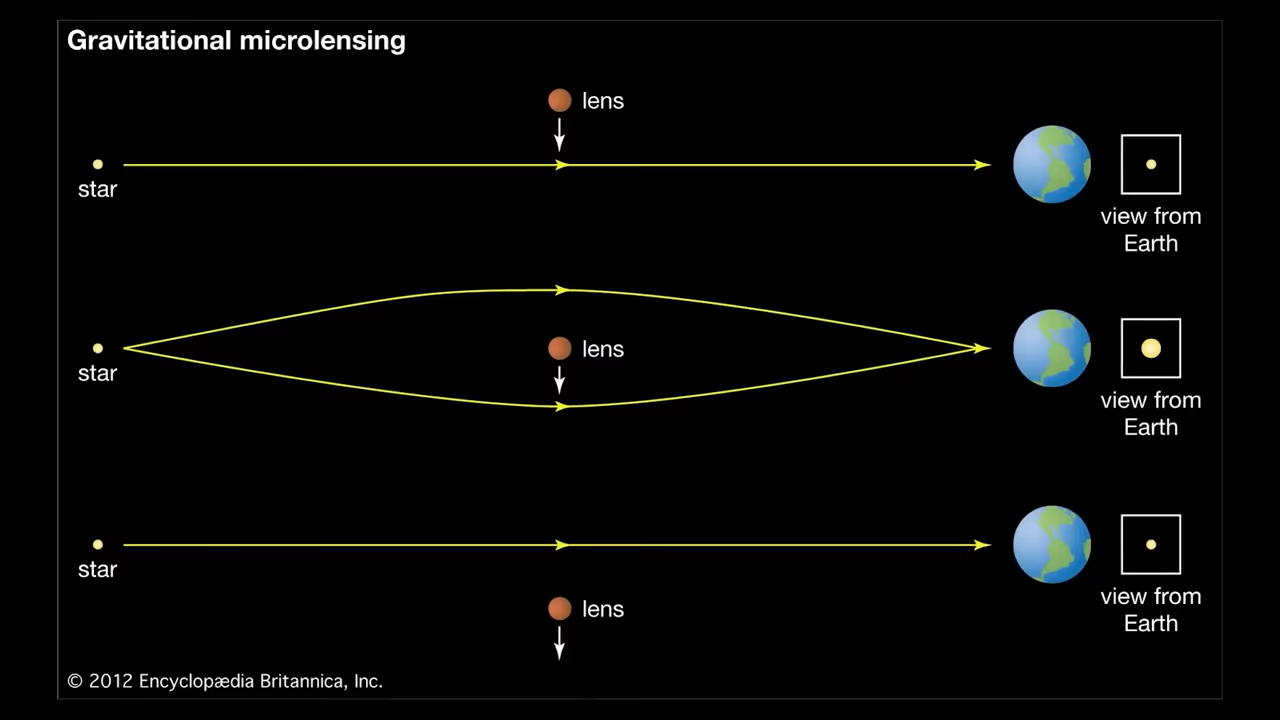 Gravitational microlensing
lens
star
view from
Earth
lens
star
view from
Earth
star
lens
view from
Earth
© 2012 Encyclopædia Britannica, Inc.